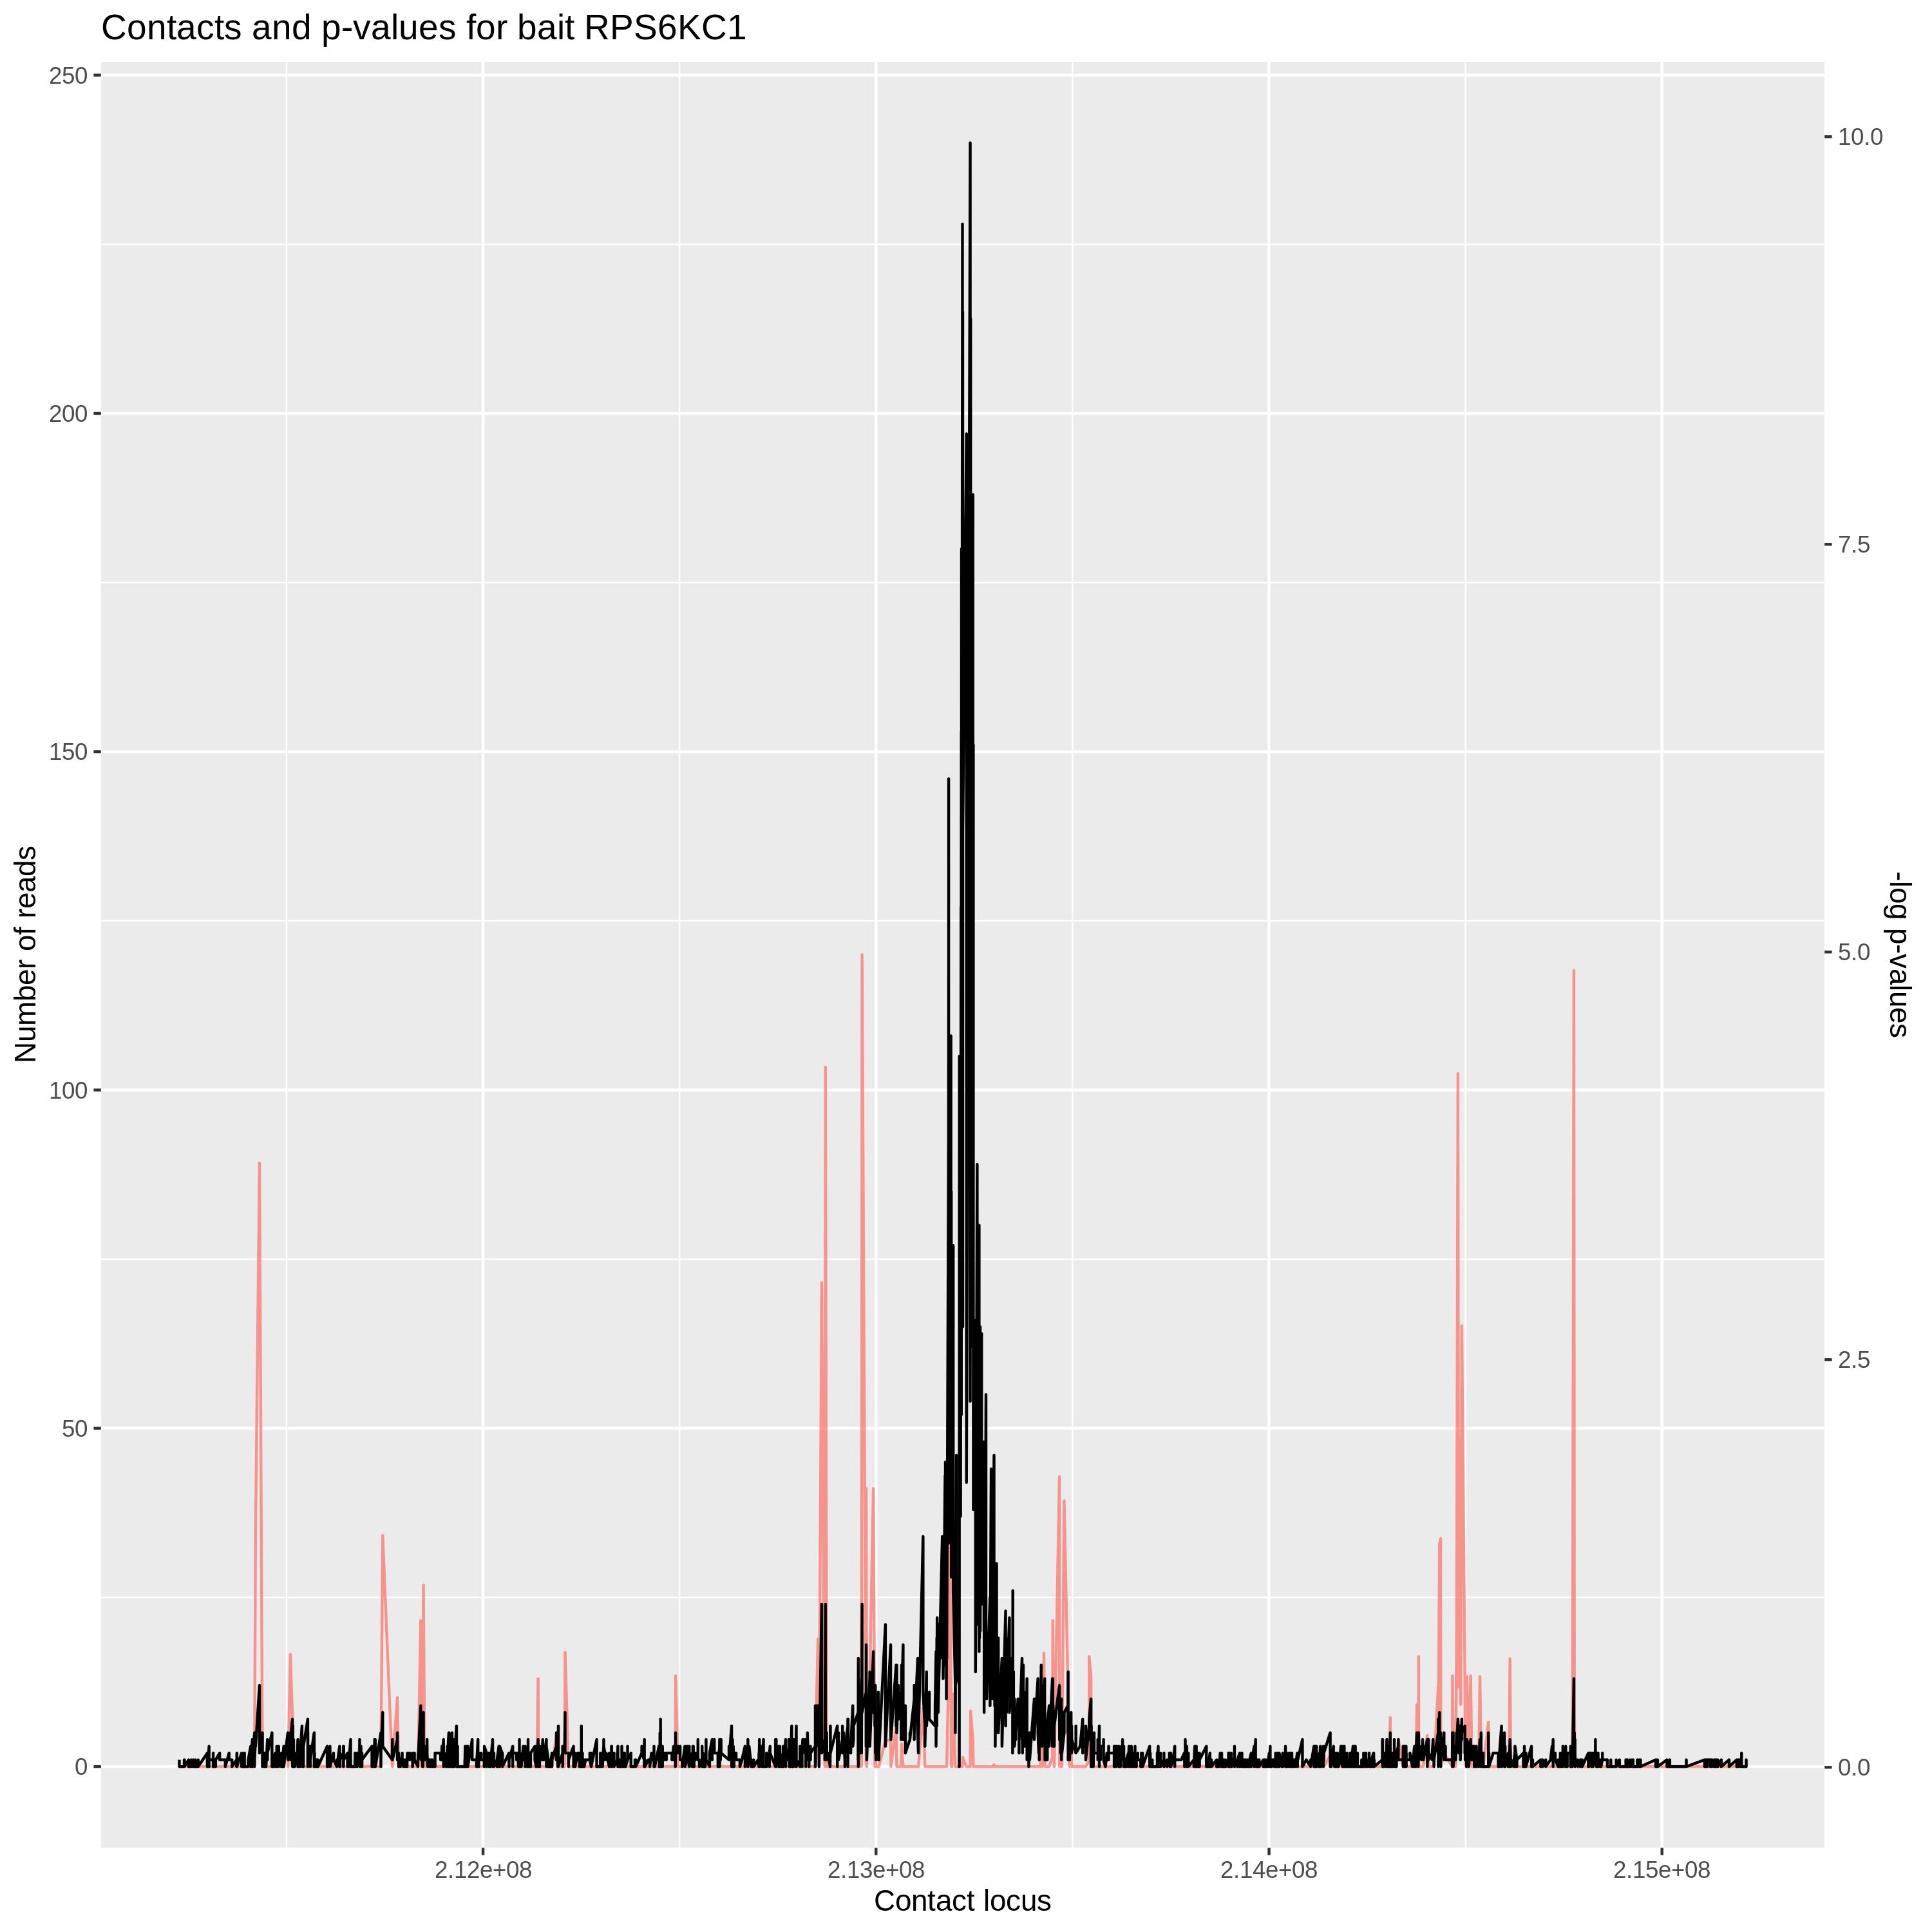 Contacts and p-values for bait RPS6KC1
250
200
150
100
50
0
Number of reads
10.0
7.5
5.0
2.5
0.0
-log p-values
2.12e+08
2.13e+08
2.14e+08
2.15e+08
Contact locus